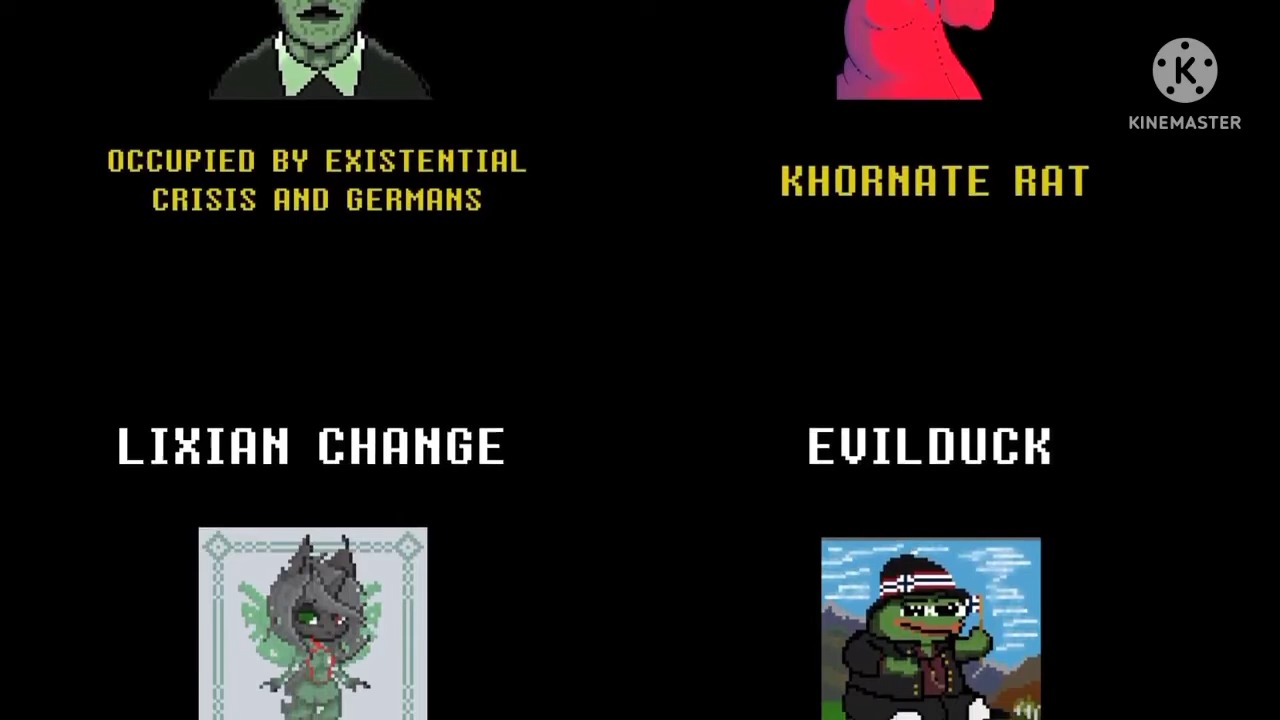 K
KINEMASTER
OCCUPIED BY EXISTENTIAL
CRISIS AND GERMANS
KHORNATE RAT
LIXIAN CHANGE
EVILDUCK